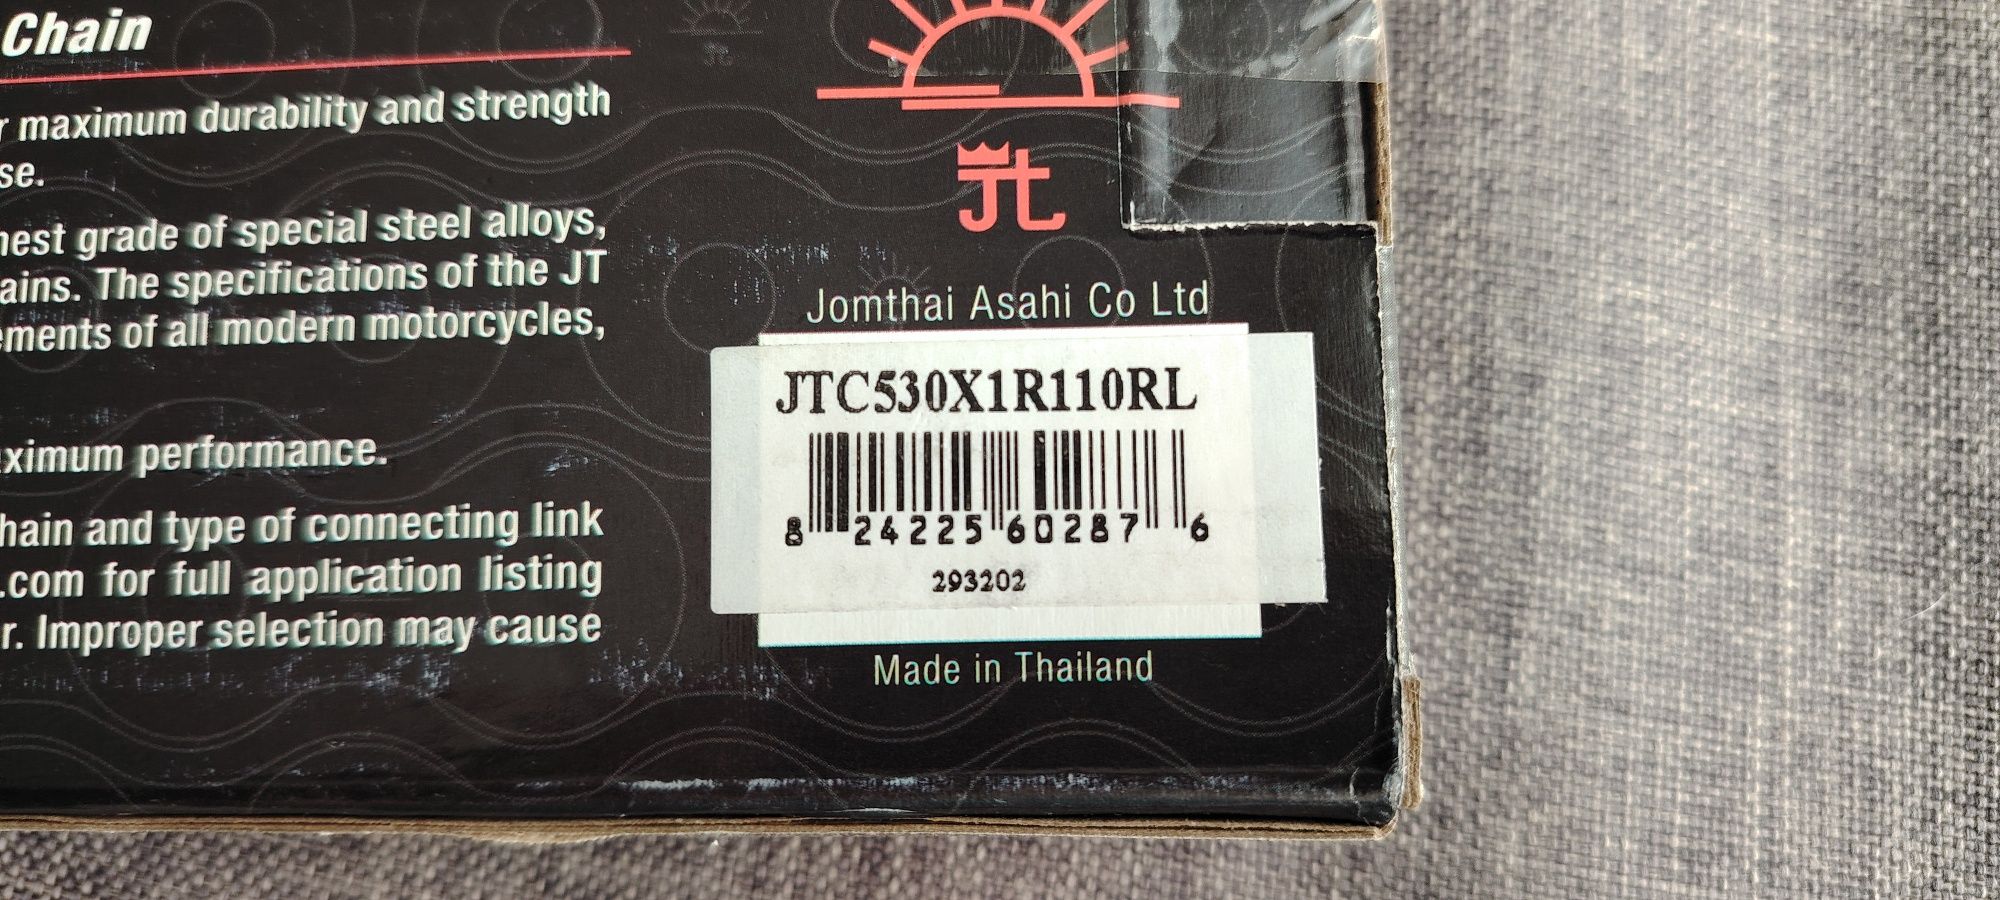 Chain
maximum durability and strength
se.
hest grade of special steel alloys,
ains. The specifications of the JT
ements of all modern motorcycles,
ximum performance.
hain and type of connecting link
.com for full application listing
r. Improper selection may cause
JT
Jomthai Asahi Co Ltd
JTC530X1R110RL
8 24225 60287 6
293202
Made in Thailand